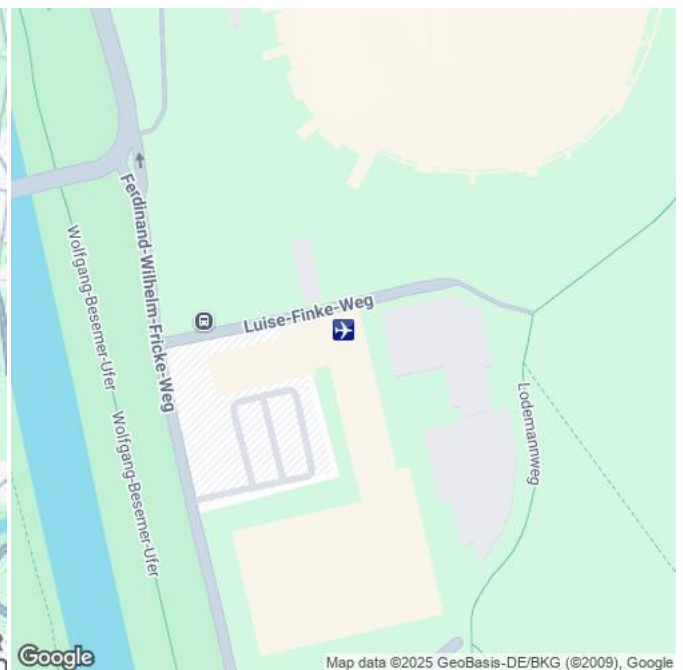 Ferdinand-Wilhelm-Fricke-Weg
Wolfgang-Besemer-Ufer
Luise-Finke-Weg
Wolfgang-Besemer-Ufer
Lodemannweg
Google
Map data ©2025 GeoBasis-DE/BKG (©2009), Google